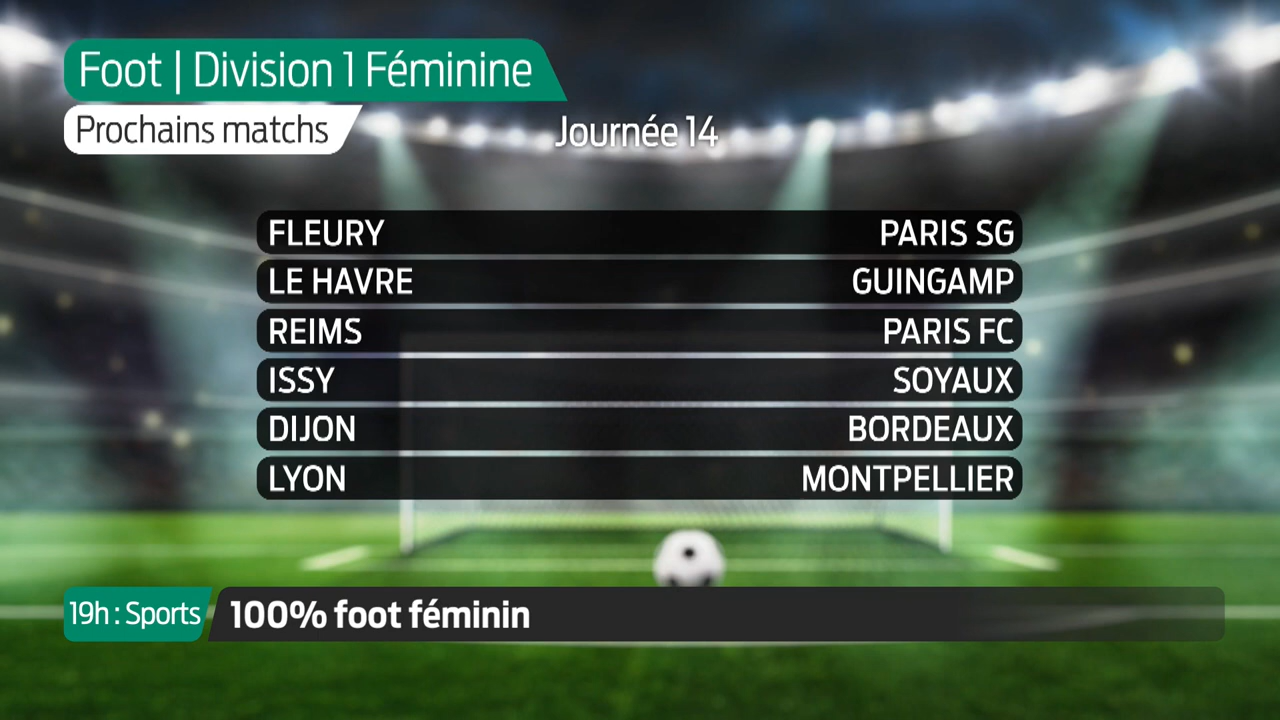 Foot | Division 1 Féminine
Prochains matchs
Journée 14
FLEURY PARIS SG
LE HAVRE GUINGAMP
REIMS PARIS FC
ISSY SOYAUX
DIJON BORDEAUX
LYON MONTPELLIER
19h : Sports 100% foot féminin